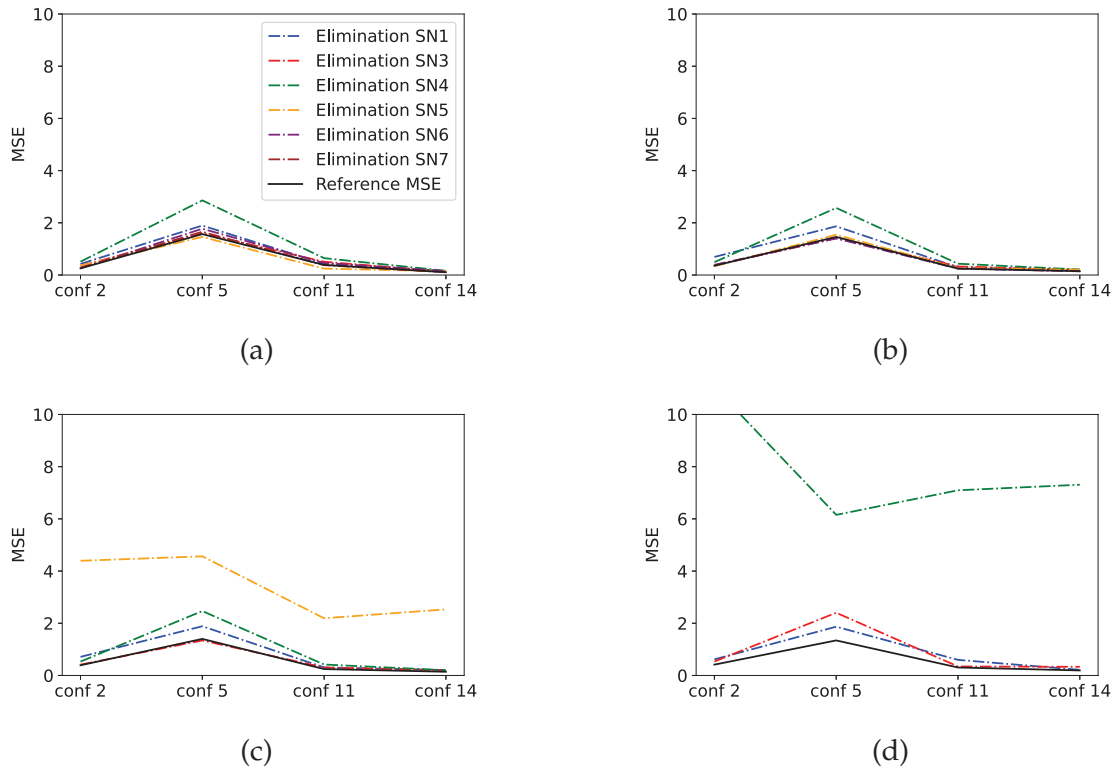 10
8
6
4
2
0
MSE
conf 2 conf 5 conf 11 conf 14
Elimination SN1
Elimination SN3
Elimination SN4
Elimination SN5
Elimination SN6
Elimination SN7
Reference MSE
(a)
10
8
6
4
2
0
MSE
conf 2 conf 5 conf 11 conf 14
(b)
10
8
6
4
2
0
MSE
conf 2 conf 5 conf 11 conf 14
(c)
10
8
6
4
2
0
MSE
conf 2 conf 5 conf 11 conf 14
(d)